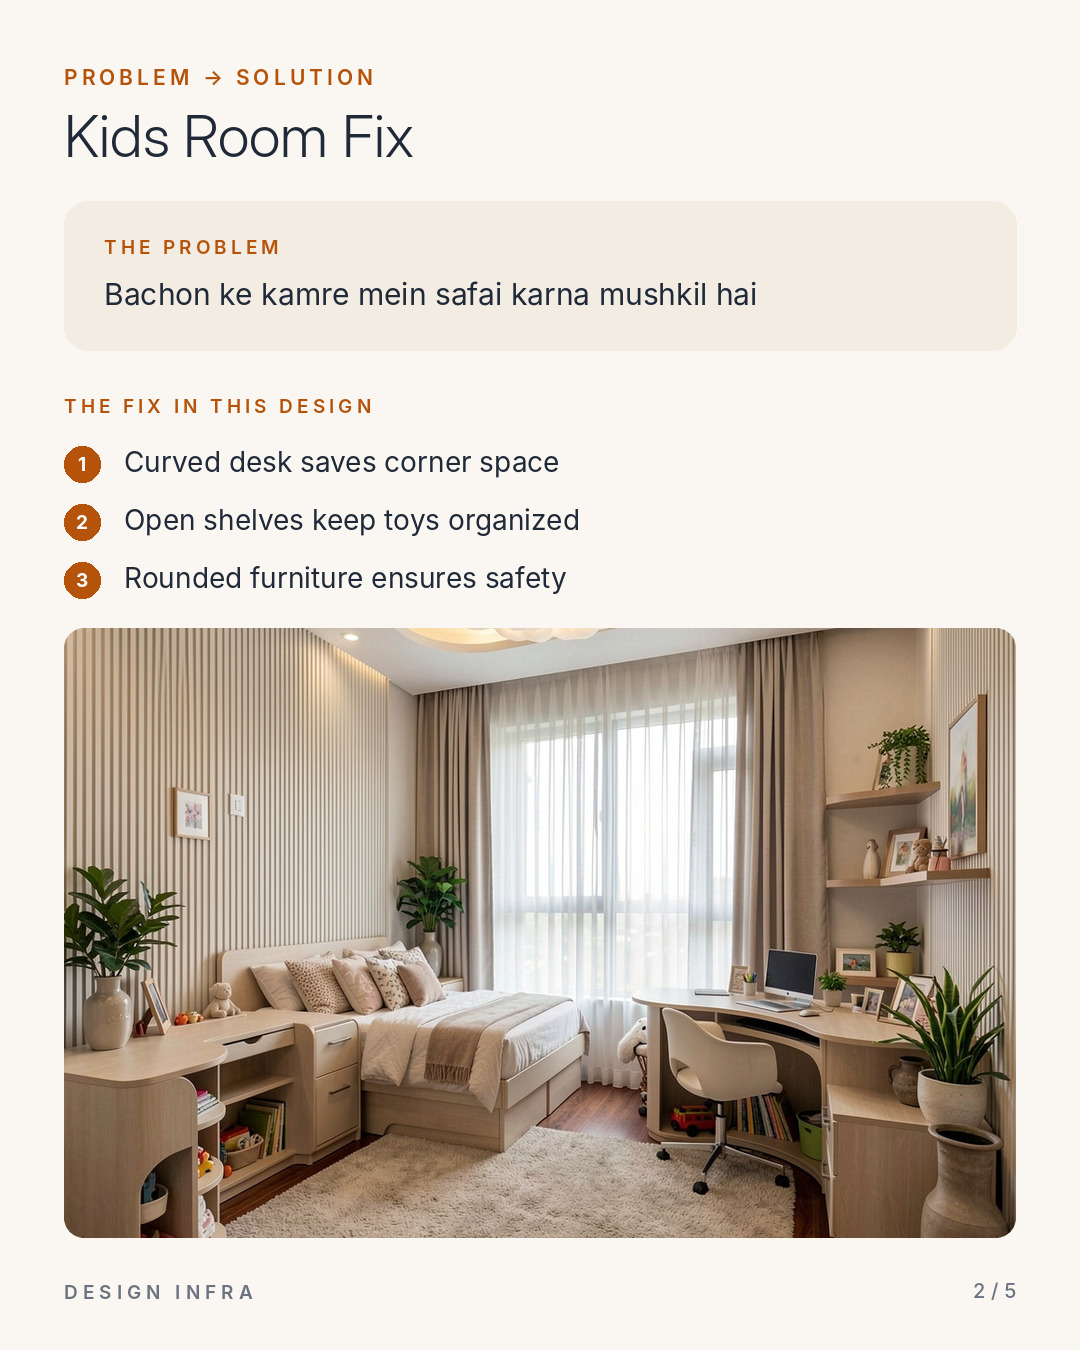 PROBLEM → SOLUTION
Kids Room Fix
THE PROBLEM
Bachon ke kamre mein safai karna mushkil hai
THE FIX IN THIS DESIGN
1 Curved desk saves corner space
2 Open shelves keep toys organized
3 Rounded furniture ensures safety
DESIGN INFRA
2 / 5